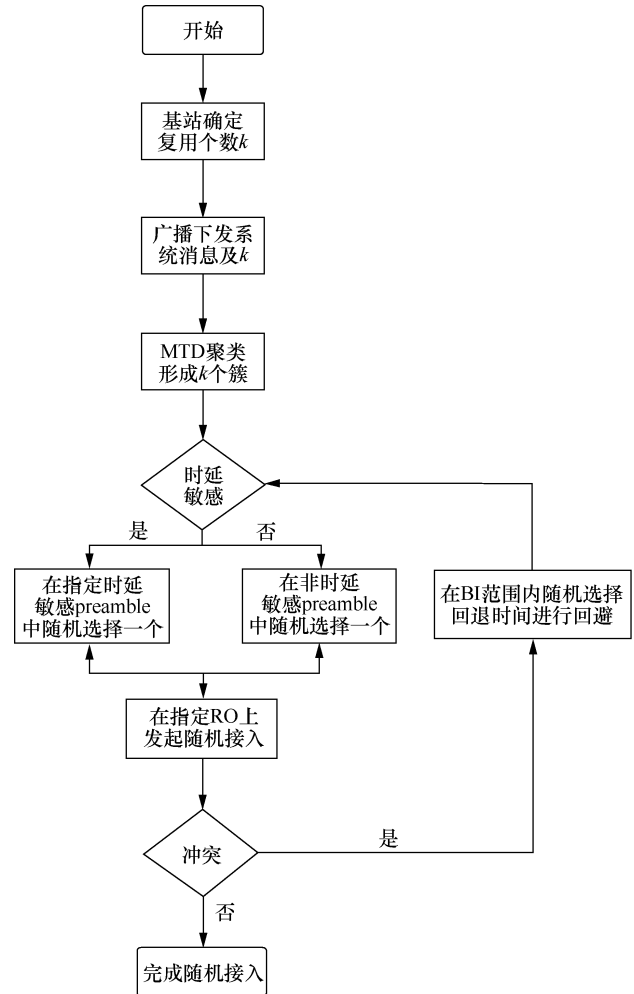 开始
基站确定
复用个数k
广播下发系
统消息及k
MTD聚类
形成k个簇
时延
敏感
是
否
在指定时延
敏感preamble
中随机选择一个
在非时延
敏感preamble
中随机选择一个
在BI范围内随机选择
回退时间进行回避
在指定RO上
发起随机接入
冲突
是
否
完成随机接入